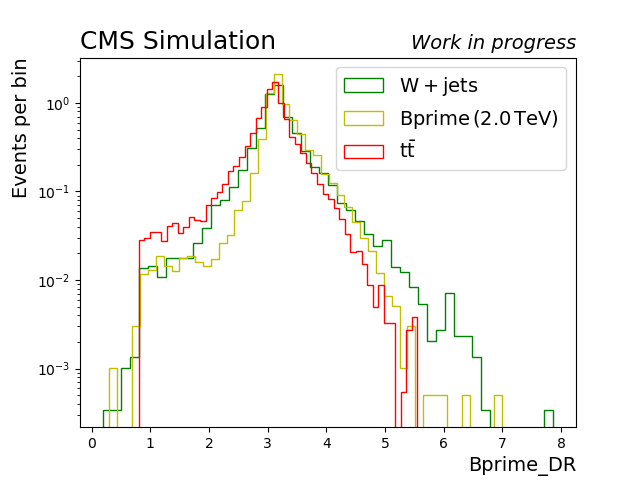 CMS Simulation
Work in progress
Events per bin
W + jets
Bprime (2.0 TeV)
tt̄
10⁰
10⁻¹
10⁻²
10⁻³
0 1 2 3 4 5 6 7 8
Bprime_DR